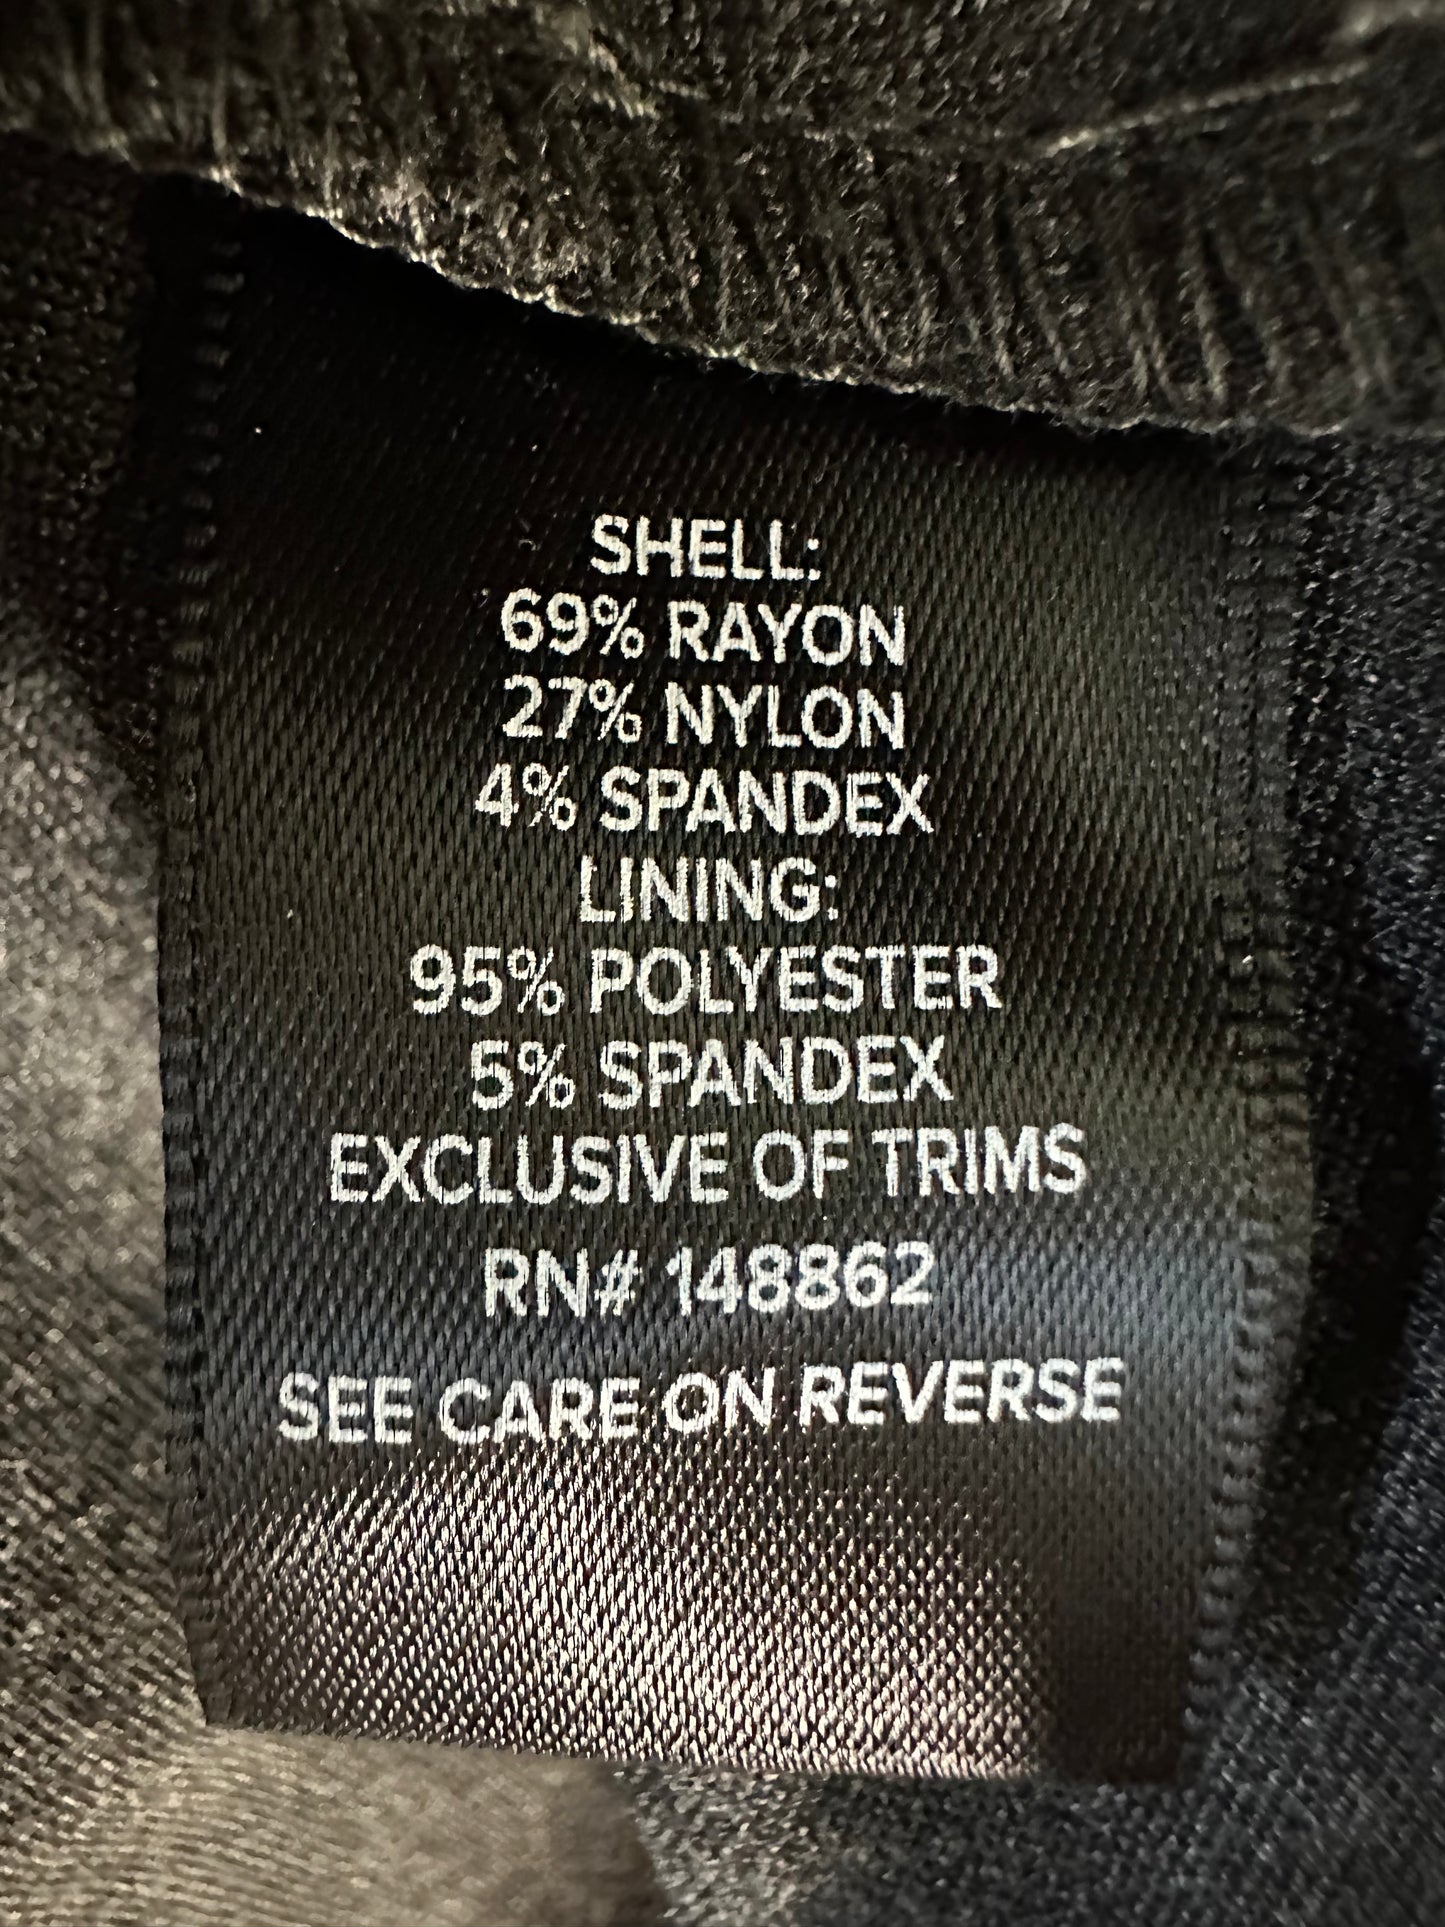 SHELL:
69% RAYON
27% NYLON
4% SPANDEX
LINING:
95% POLYESTER
5% SPANDEX
EXCLUSIVE OF TRIMS
RN# 148862
SEE CARE ON REVERSE